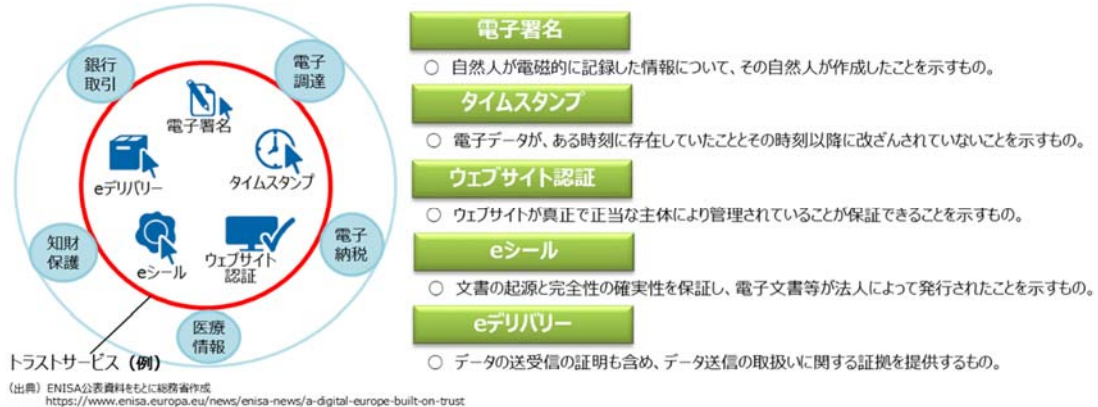 銀行
取引
電子
調達
電子署名
eデリバリー
タイムスタンプ
知財
保護
eシール
ウェブサイト
認証
電子
納税
医療
情報
トラストサービス（例）
（出典）ENISA公表資料をもとに総務省作成
https://www.enisa.europa.eu/news/enisa-news/a-digital-europe-built-on-trust
電子署名
○ 自然人が電磁的に記録した情報について、その自然人が作成したことを示すもの。
タイムスタンプ
○ 電子データが、ある時刻に存在していたこととその時刻以降に改ざんされていないことを示すもの。
ウェブサイト認証
○ ウェブサイトが真正で正当な主体により管理されていることが保証できることを示すもの。
eシール
○ 文書の起源と完全性の確実性を保証し、電子文書等が法人によって発行されたことを示すもの。
eデリバリー
○ データの送受信の証明も含め、データ送信の取扱いに関する証拠を提供するもの。